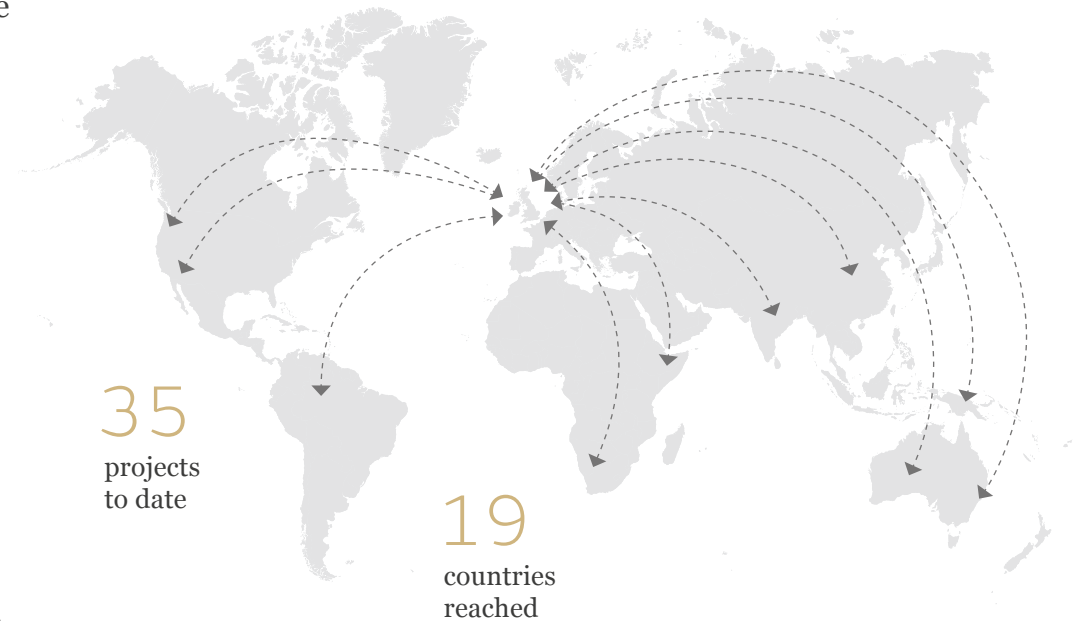 e
35
projects
to date
19
countries
reached